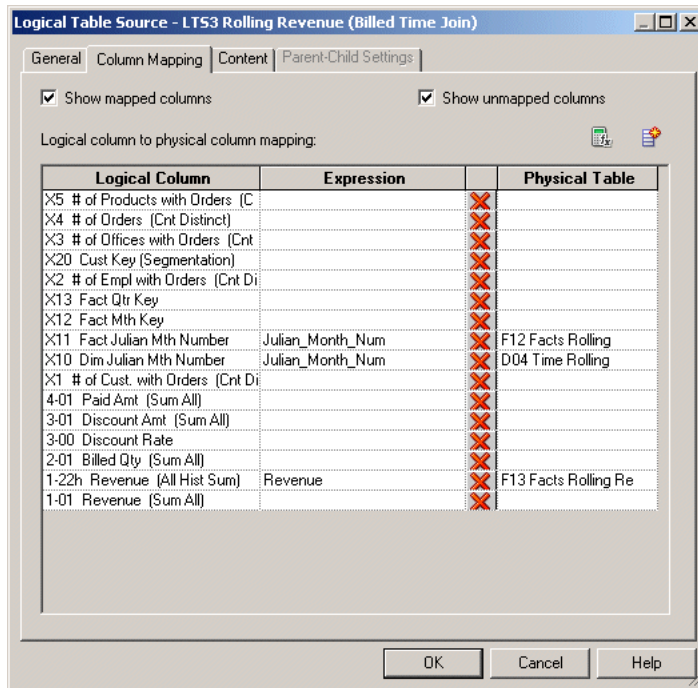 Logical Table Source - LTS3 Rolling Revenue (Billed Time Join)
General Column Mapping Content Parent-Child Settings
Show mapped columns Show unmapped columns
Logical column to physical column mapping:
Logical Column Expression Physical Table
X5 # of Products with Orders (C
X4 # of Orders (Cnt Distinct)
X3 # of Offices with Orders (Cnt
X20 Cust Key (Segmentation)
X2 # of Empl with Orders (Cnt Di
X13 Fact Qtr Key
X12 Fact Mth Key
X11 Fact Julian Mth Number Julian_Month_Num F12 Facts Rolling
X10 Dim Julian Mth Number Julian_Month_Num D04 Time Rolling
X1 # of Cust. with Orders (Cnt Di
4-01 Paid Amt (Sum All)
3-01 Discount Amt (Sum All)
3-00 Discount Rate
2-01 Billed Qty (Sum All)
1-22h Revenue (All Hist Sum) Revenue F13 Facts Rolling Re
1-01 Revenue (Sum All)
OK Cancel Help